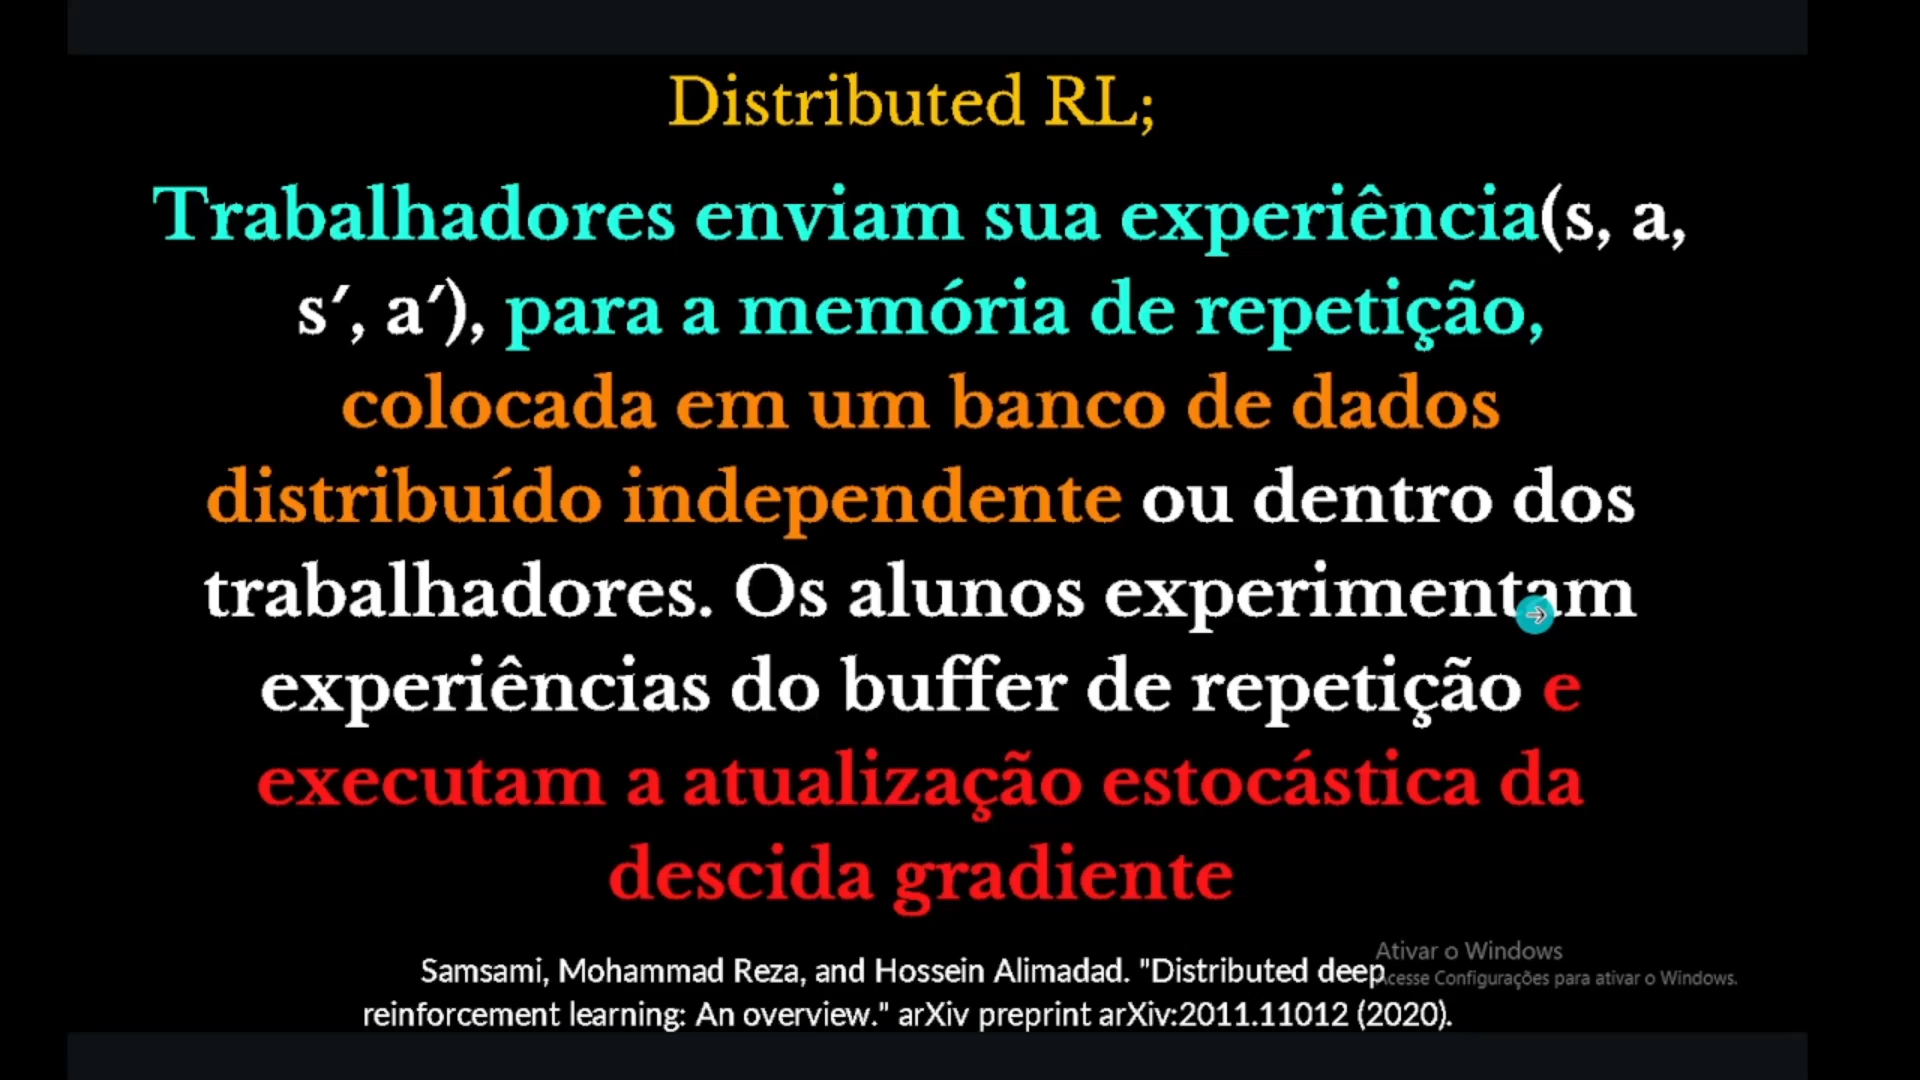 Distributed RL;
Trabalhadores enviam sua experiência(s, a,
s′, a′), para a memória de repetição,
colocada em um banco de dados
distribuído independente ou dentro dos
trabalhadores. Os alunos experimentam
experiências do buffer de repetição e
executam a atualização estocástica da
descida gradiente
Samsami, Mohammad Reza, and Hossein Alimadad. "Distributed deep
reinforcement learning: An overview." arXiv preprint arXiv:2011.11012 (2020).
Ativar o Windows
Acesse Configurações para ativar o Windows.